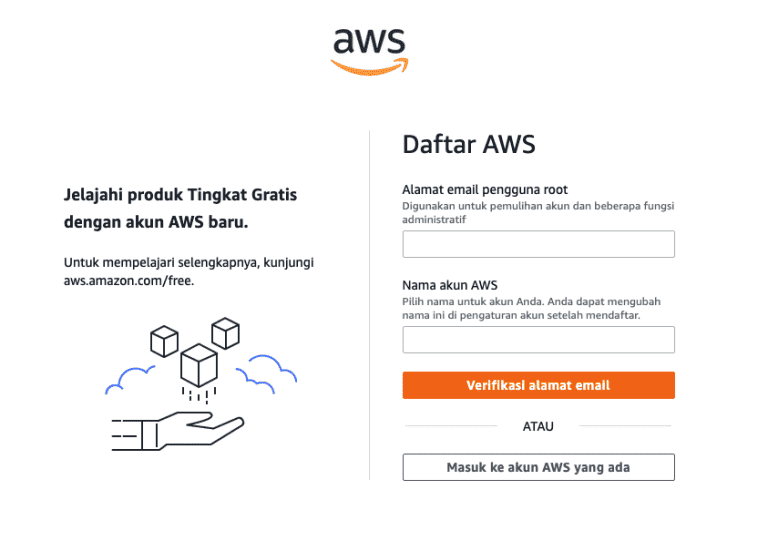 aws
Jelajahi produk Tingkat Gratis
dengan akun AWS baru.
Untuk mempelajari selengkapnya, kunjungi
aws.amazon.com/free.
Daftar AWS
Alamat email pengguna root
Digunakan untuk pemulihan akun dan beberapa fungsi
administratif
Nama akun AWS
Pilih nama untuk akun Anda. Anda dapat mengubah
nama ini di pengaturan akun setelah mendaftar.
Verifikasi alamat email
ATAU
Masuk ke akun AWS yang ada